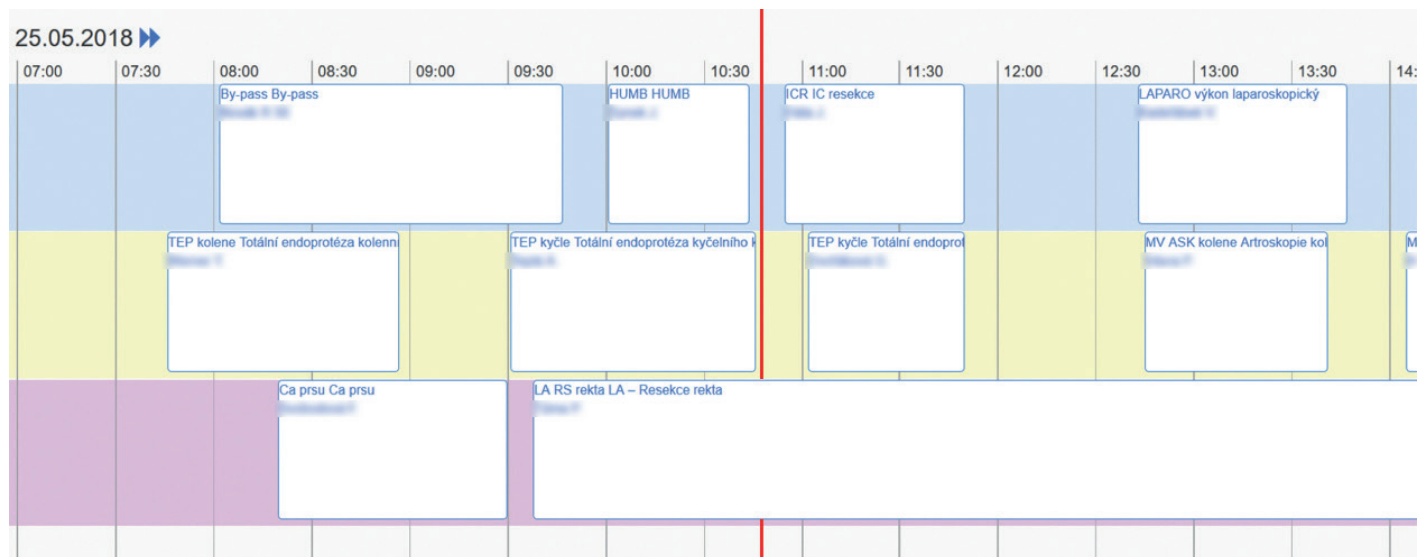 25.05.2018
07:00 07:30 08:00 08:30 09:00 09:30 10:00 10:30 11:00 11:30 12:00 12:30 13:00 13:30 14:
By-pass By-pass HUMB HUMB ICR IC resekce LAPARO výkon laparoskopický
TEP kolene Totální endoprotéza kolenn TEP kyčle Totální endoprotéza kyčelního k TEP kyčle Totální endoprot MV ASK kolene Artroskopie kol M
Ca prsu Ca prsu LA RS rekta LA – Resekce rekta